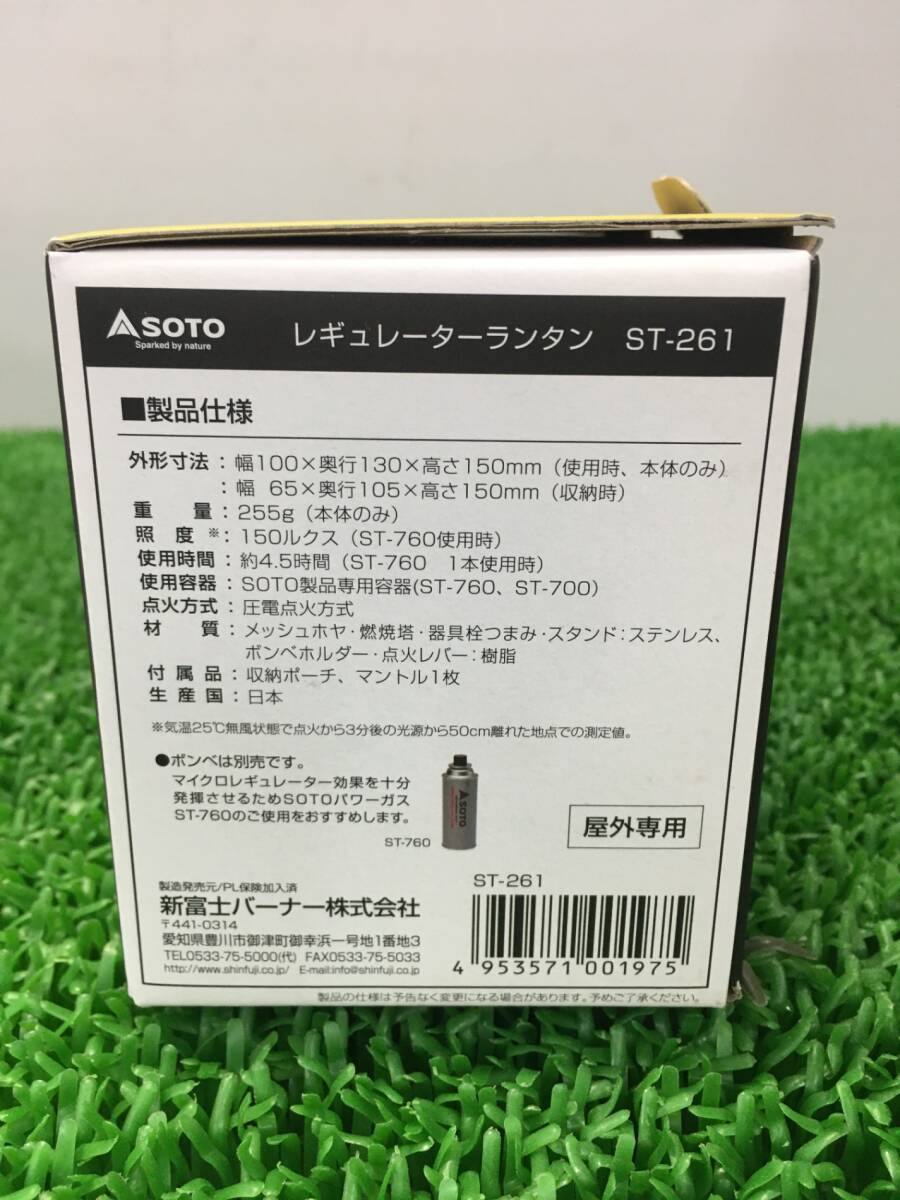 SOTO
Sparked by nature
レギュレーターランタン ST-261
■製品仕様
外形寸法：幅100×奥行130×高さ150mm（使用時、本体のみ）
：幅 65×奥行105×高さ150mm（収納時）
重 量：255g（本体のみ）
照 度※：150ルクス（ST-760使用時）
使用時間：約4.5時間（ST-760 1本使用時）
使用容器：SOTO製品専用容器(ST-760、ST-700）
点火方式：圧電点火方式
材 質：メッシュホヤ・燃焼塔・器具栓つまみ・スタンド：ステンレス、
ボンベホルダー・点火レバー：樹脂
付 属 品：収納ポーチ、マントル1枚
生 産 国：日本
※気温25℃無風状態で点火から3分後の光源から50cm離れた地点での測定値。
●ボンベは別売です。
マイクロレギュレーター効果を十分
発揮させるためSOTOパワーガス
ST-760のご使用をおすすめします。
SOTO
ST-760
屋外専用
製造発売元/PL保険加入済
新富士バーナー株式会社
〒441-0314
愛知県豊川市御津町御幸浜一号地1番地3
TEL0533-75-5000(代) FAX0533-75-5033
http://www.shinfuji.co.jp/ E-mail:info@shinfuji.co.jp
ST-261
4 953571 001975
製品の仕様は予告なく変更になる場合があります。予めご了承ください。